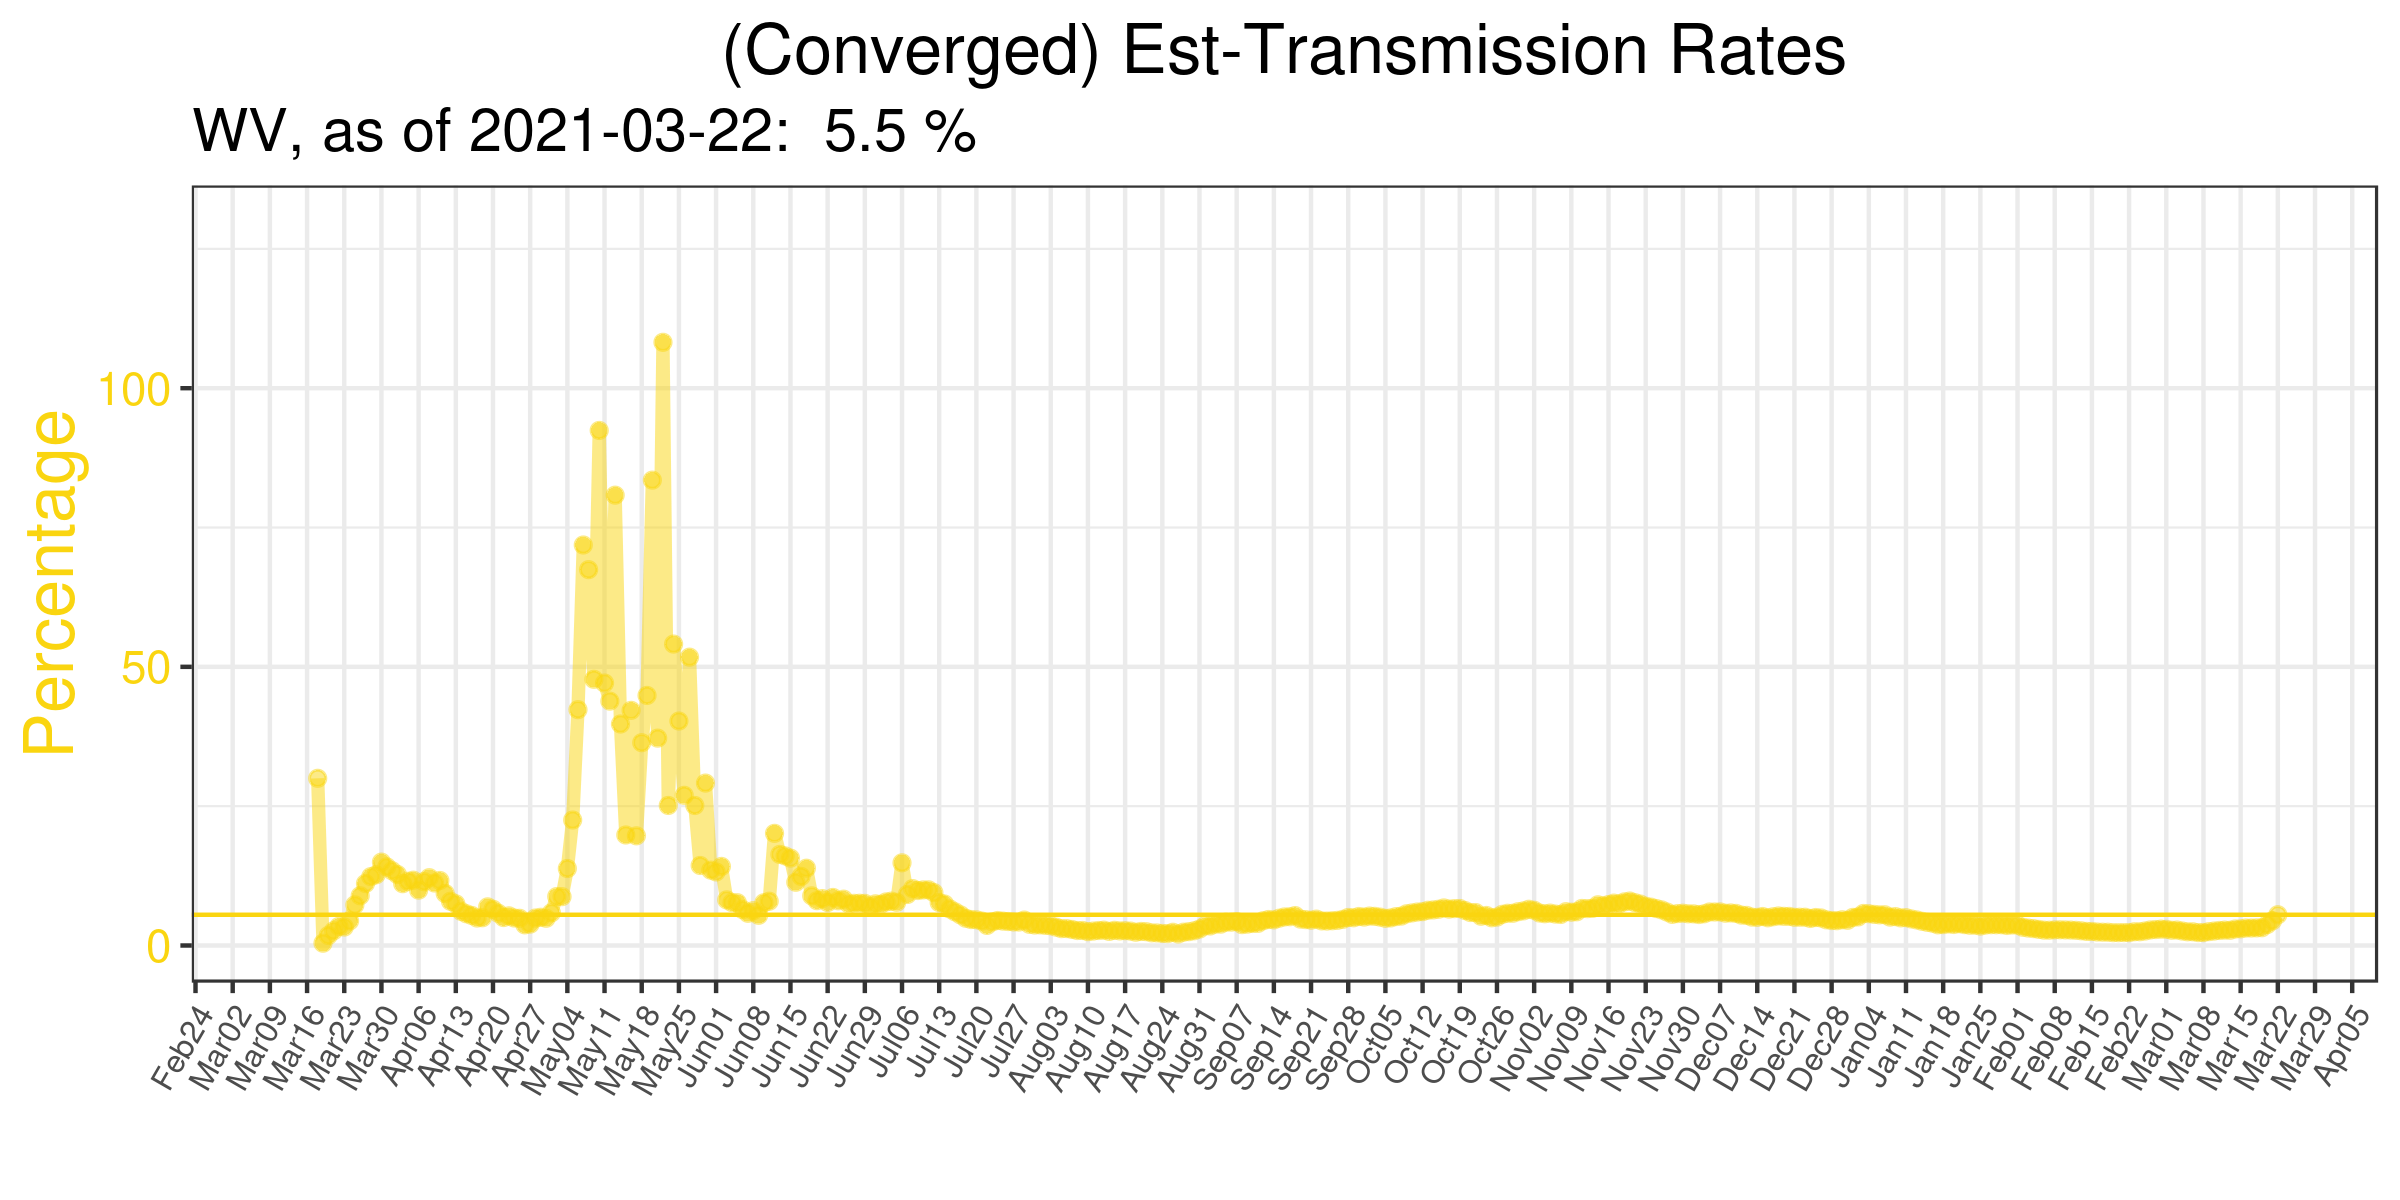 (Converged) Est-Transmission Rates
WV, as of 2021-03-22:  5.5 %
Percentage
100
50
0
Feb24
Mar02
Mar09
Mar16
Mar23
Mar30
Apr06
Apr13
Apr20
Apr27
May04
May11
May18
May25
Jun01
Jun08
Jun15
Jun22
Jun29
Jul06
Jul13
Jul20
Jul27
Aug03
Aug10
Aug17
Aug24
Aug31
Sep07
Sep14
Sep21
Sep28
Oct05
Oct12
Oct19
Oct26
Nov02
Nov09
Nov16
Nov23
Nov30
Dec07
Dec14
Dec21
Dec28
Jan04
Jan11
Jan18
Jan25
Feb01
Feb08
Feb15
Feb22
Mar01
Mar08
Mar15
Mar22
Mar29
Apr05